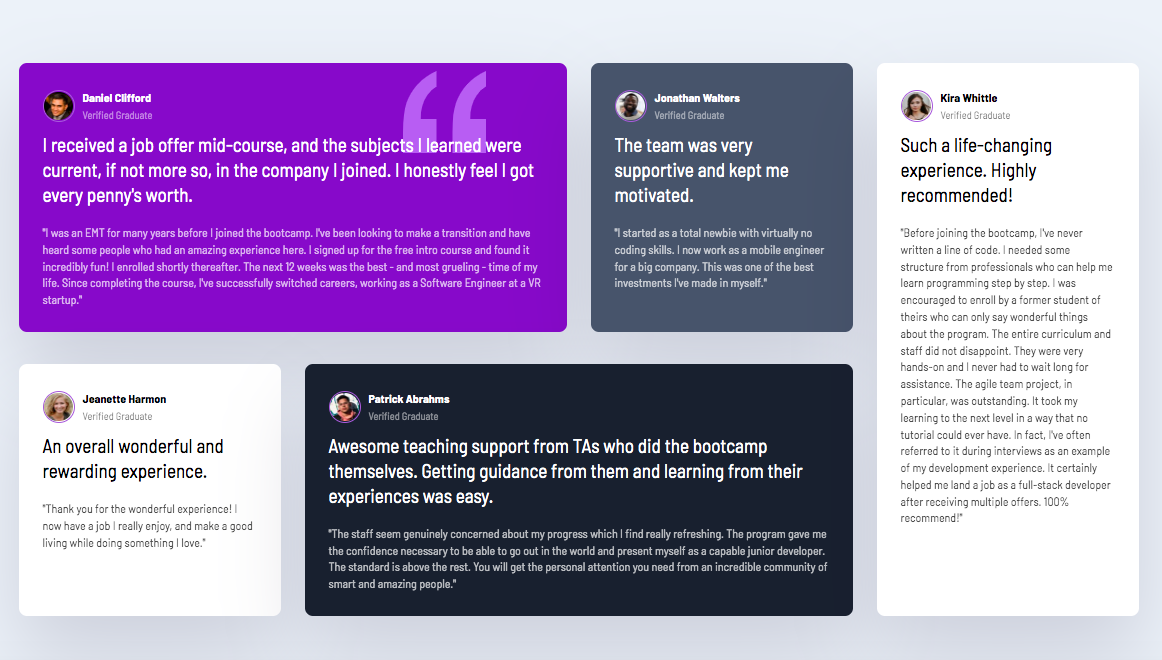 Daniel Clifford
Verified Graduate
I received a job offer mid-course, and the subjects I learned were
current, if not more so, in the company I joined. I honestly feel I got
every penny's worth.
"I was an EMT for many years before I joined the bootcamp. I've been looking to make a transition and have
heard some people who had an amazing experience here. I signed up for the free intro course and found it
incredibly fun! I enrolled shortly thereafter. The next 12 weeks was the best - and most grueling - time of my
life. Since completing the course, I've successfully switched careers, working as a Software Engineer at a VR
startup."
Jonathan Walters
Verified Graduate
The team was very
supportive and kept me
motivated.
"I started as a total newbie with virtually no
coding skills. I now work as a mobile engineer
for a big company. This was one of the best
investments I've made in myself."
Kira Whittle
Verified Graduate
Such a life-changing
experience. Highly
recommended!
"Before joining the bootcamp, I've never
written a line of code. I needed some
structure from professionals who can help me
learn programming step by step. I was
encouraged to enroll by a former student of
theirs who can only say wonderful things
about the program. The entire curriculum and
staff did not disappoint. They were very
hands-on and I never had to wait long for
assistance. The agile team project, in
particular, was outstanding. It took my
learning to the next level in a way that no
tutorial could ever have. In fact, I've often
referred to it during interviews as an example
of my development experience. It certainly
helped me land a job as a full-stack developer
after receiving multiple offers. 100%
recommend!"
Jeanette Harmon
Verified Graduate
An overall wonderful and
rewarding experience.
"Thank you for the wonderful experience! I
now have a job I really enjoy, and make a good
living while doing something I love."
Patrick Abrahms
Verified Graduate
Awesome teaching support from TAs who did the bootcamp
themselves. Getting guidance from them and learning from their
experiences was easy.
"The staff seem genuinely concerned about my progress which I find really refreshing. The program gave me
the confidence necessary to be able to go out in the world and present myself as a capable junior developer.
The standard is above the rest. You will get the personal attention you need from an incredible community of
smart and amazing people."